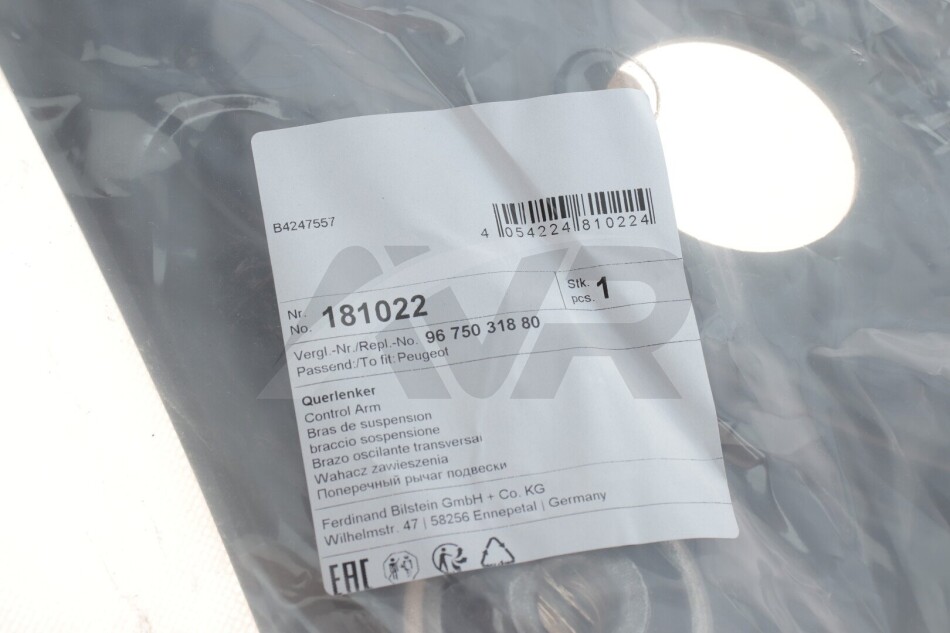 B4247557
4 054224 810224
Nr.
No. 181022
Stk.
pcs. 1
Vergl.-Nr./Repl.-No. 96 750 318 80
Passend:/To fit: Peugeot
Querlenker
Control Arm
Bras de suspension
braccio sospensione
Brazo oscilante transversal
Wahacz zawieszenia
Поперечный рычаг подвески
Ferdinand Bilstein GmbH + Co. KG
Wilhelmstr. 47 | 58256 Ennepetal | Germany
EAC
AVR